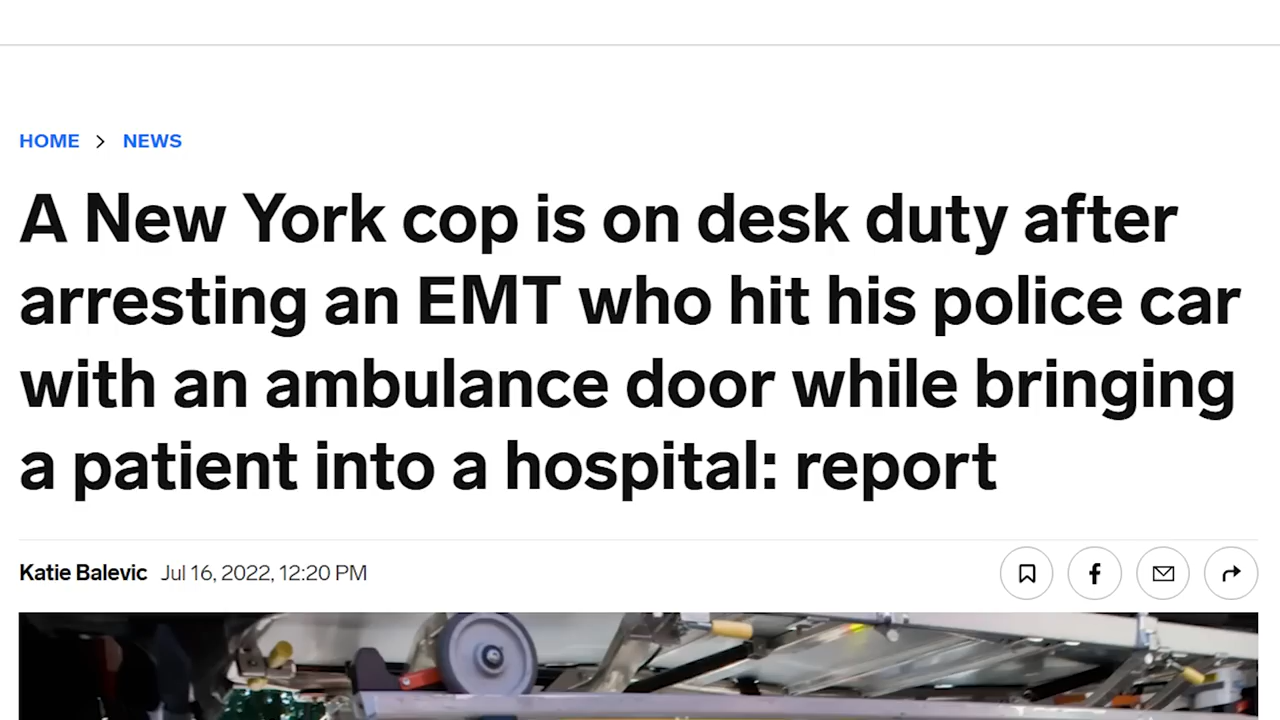 HOME > NEWS
A New York cop is on desk duty after
arresting an EMT who hit his police car
with an ambulance door while bringing
a patient into a hospital: report
Katie Balevic Jul 16, 2022, 12:20 PM